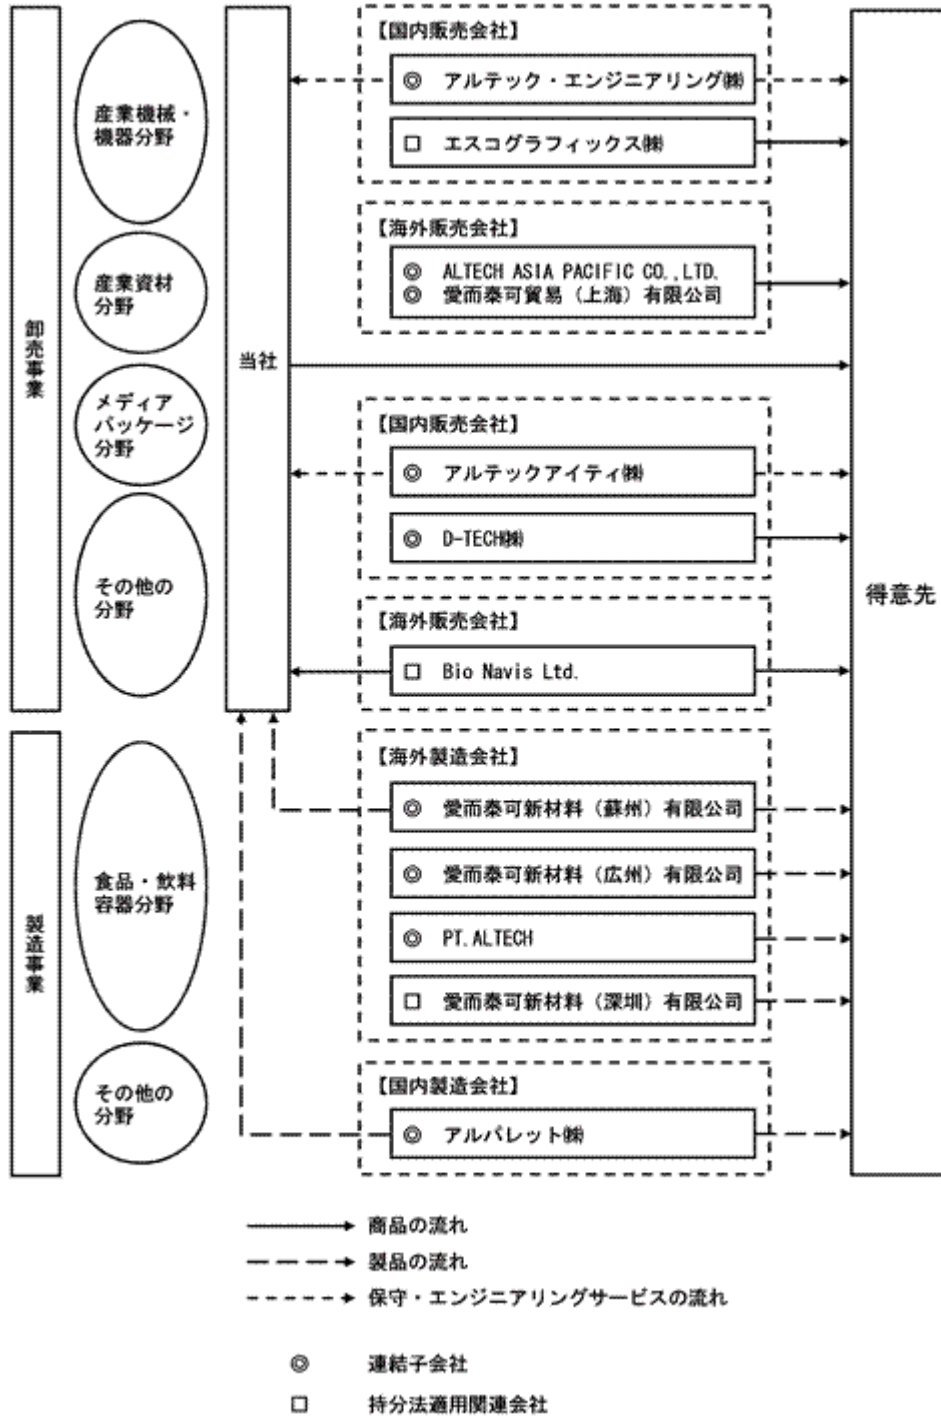 卸売事業
産業機械・
機器分野
産業資材
分野
メディア
パッケージ
分野
その他の
分野
当社
【国内販売会社】
◎ アルテック・エンジニアリング㈱
□ エスコグラフィックス㈱
【海外販売会社】
◎ ALTECH ASIA PACIFIC CO.,LTD.
◎ 愛而泰可貿易（上海）有限公司
【国内販売会社】
◎ アルテックアイティ㈱
◎ D-TECH㈱
【海外販売会社】
□ Bio Navis Ltd.
得意先
製造事業
食品・飲料
容器分野
その他の
分野
【海外製造会社】
◎ 愛而泰可新材料（蘇州）有限公司
◎ 愛而泰可新材料（広州）有限公司
◎ PT.ALTECH
□ 愛而泰可新材料（深圳）有限公司
【国内製造会社】
◎ アルパレット㈱
商品の流れ
製品の流れ
保守・エンジニアリングサービスの流れ
◎ 連結子会社
□ 持分法適用関連会社